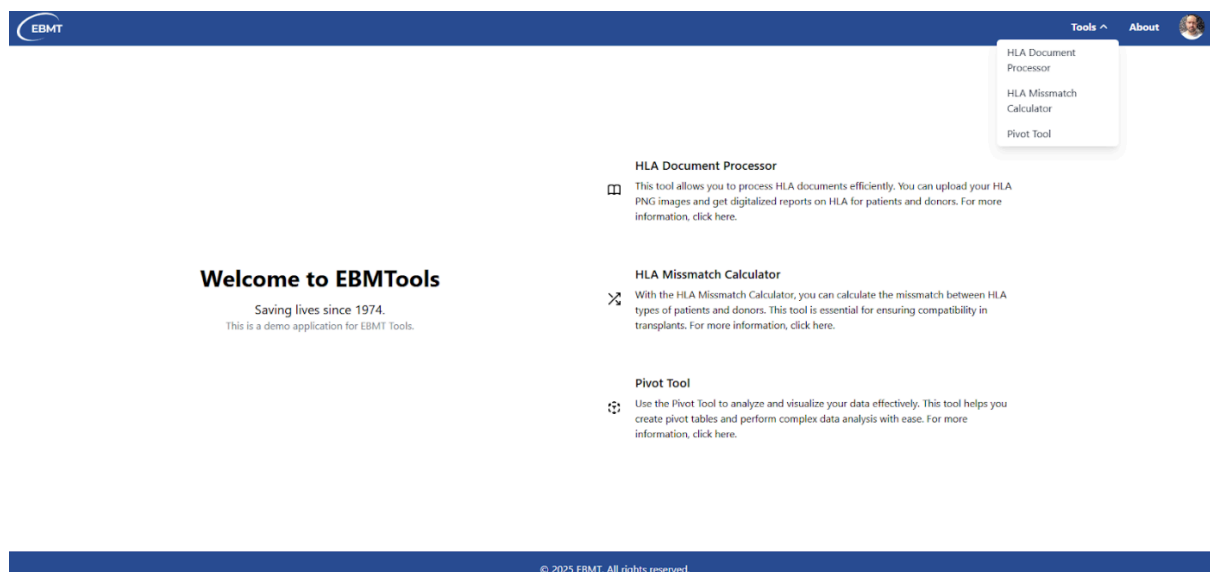 EBMT
Tools
About
HLA Document
Processor
HLA Missmatch
Calculator
Pivot Tool
Welcome to EBMTools
Saving lives since 1974.
This is a demo application for EBMT Tools.
HLA Document Processor
This tool allows you to process HLA documents efficiently. You can upload your HLA
PNG images and get digitalized reports on HLA for patients and donors. For more
information, click here.
HLA Missmatch Calculator
With the HLA Missmatch Calculator, you can calculate the missmatch between HLA
types of patients and donors. This tool is essential for ensuring compatibility in
transplants. For more information, click here.
Pivot Tool
Use the Pivot Tool to analyze and visualize your data effectively. This tool helps you
create pivot tables and perform complex data analysis with ease. For more
information, click here.
© 2025 EBMT. All rights reserved.